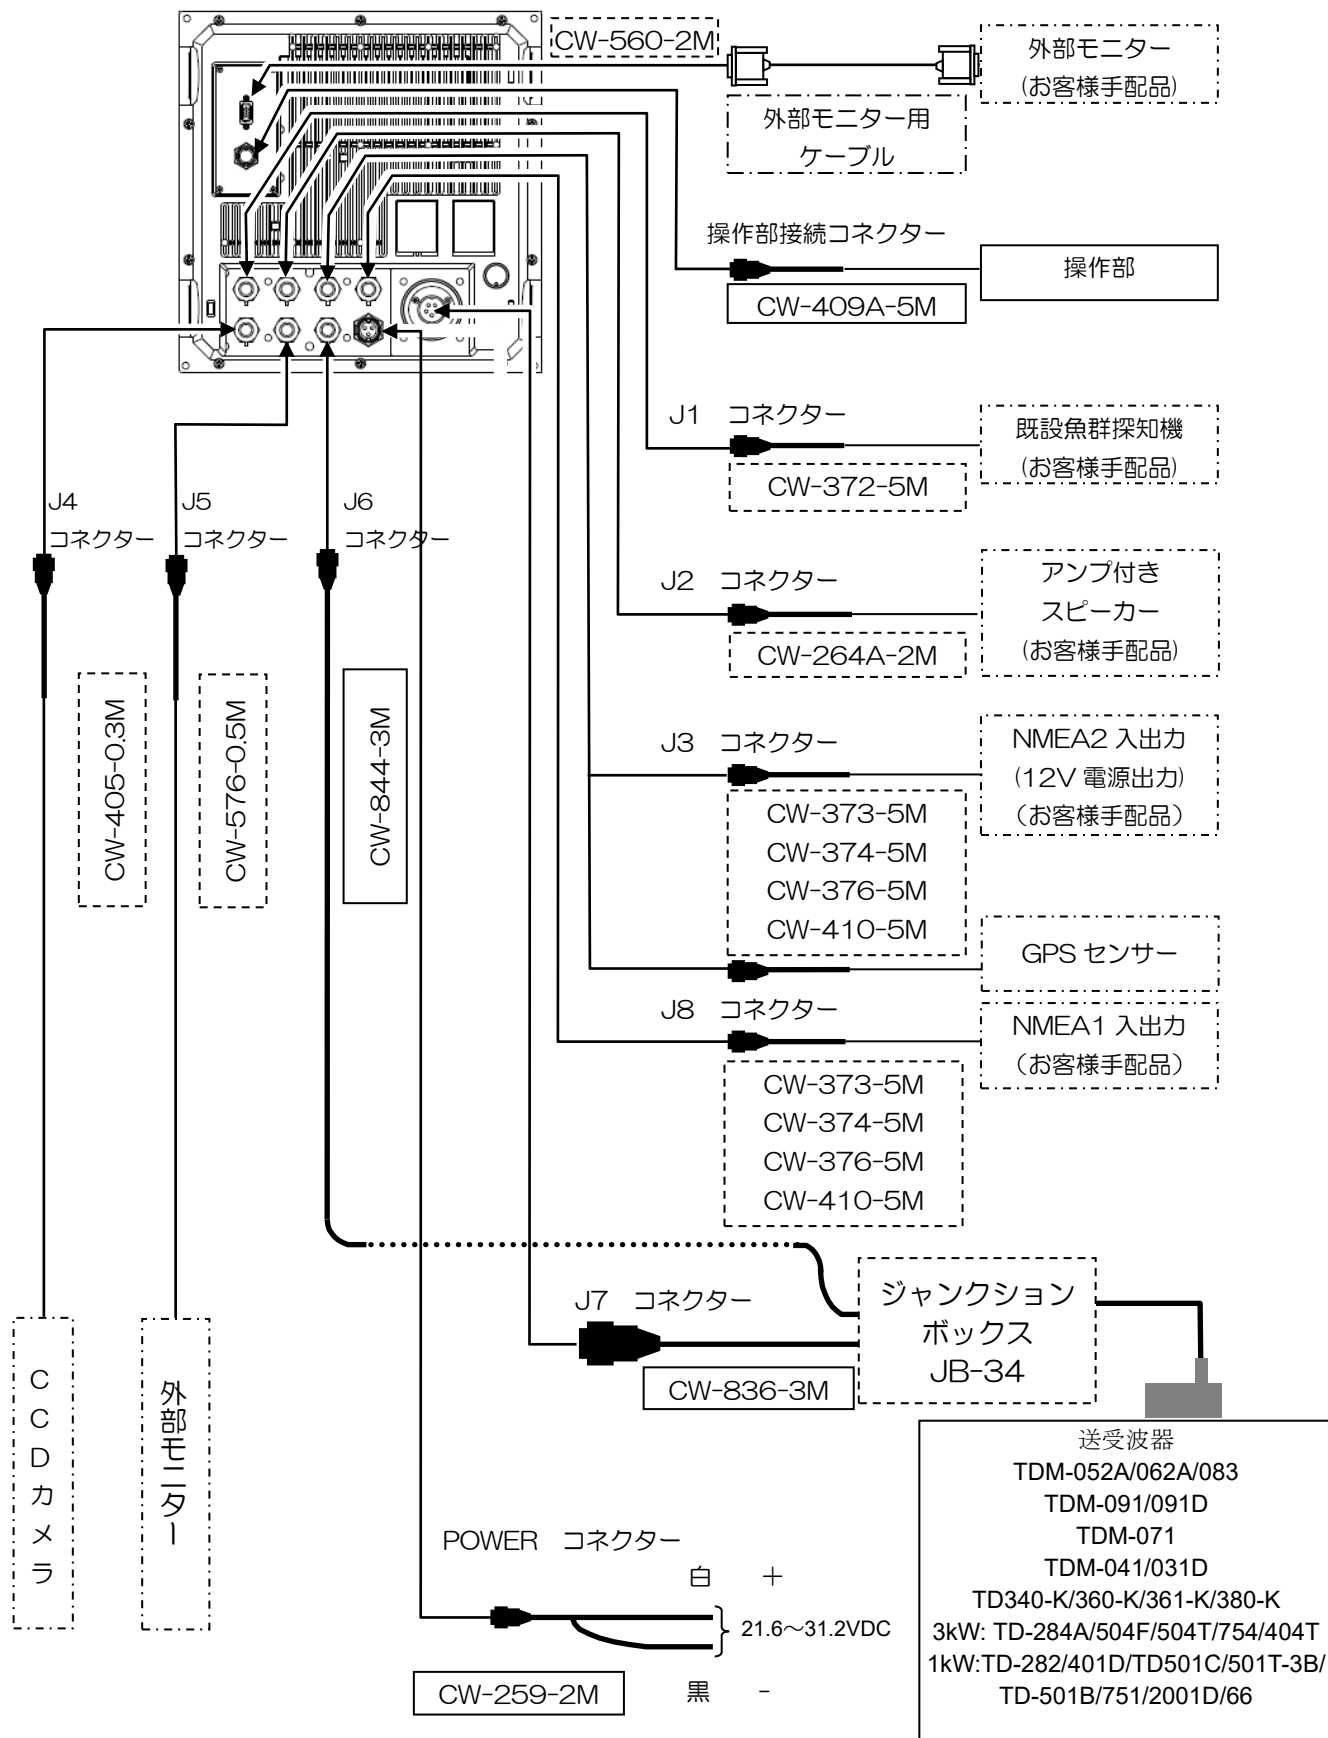 CW-560-2M
外部モニター
(お客様手配品)
外部モニター用
ケーブル
操作部接続コネクター
操作部
CW-409A-5M
J1 コネクター
既設魚群探知機
(お客様手配品)
CW-372-5M
J4
コネクター
J5
コネクター
J6
コネクター
J2 コネクター
アンプ付き
スピーカー
(お客様手配品)
CW-264A-2M
CW-405-0.3M
CW-576-0.5M
CW-844-3M
J3 コネクター
NMEA2 入出力
(12V 電源出力)
(お客様手配品)
CW-373-5M
CW-374-5M
CW-376-5M
CW-410-5M
GPS センサー
J8 コネクター
NMEA1 入出力
(お客様手配品)
CW-373-5M
CW-374-5M
CW-376-5M
CW-410-5M
J7 コネクター
ジャンクション
ボックス
JB-34
CW-836-3M
CCDカメラ
外部モニター
送受波器
TDM-052A/062A/083
TDM-091/091D
TDM-071
TDM-041/031D
TD340-K/360-K/361-K/380-K
3kW: TD-284A/504F/504T/754/404T
1kW:TD-282/401D/TD501C/501T-3B/
TD-501B/751/2001D/66
POWER コネクター
白 +
21.6～31.2VDC
CW-259-2M
黒 -